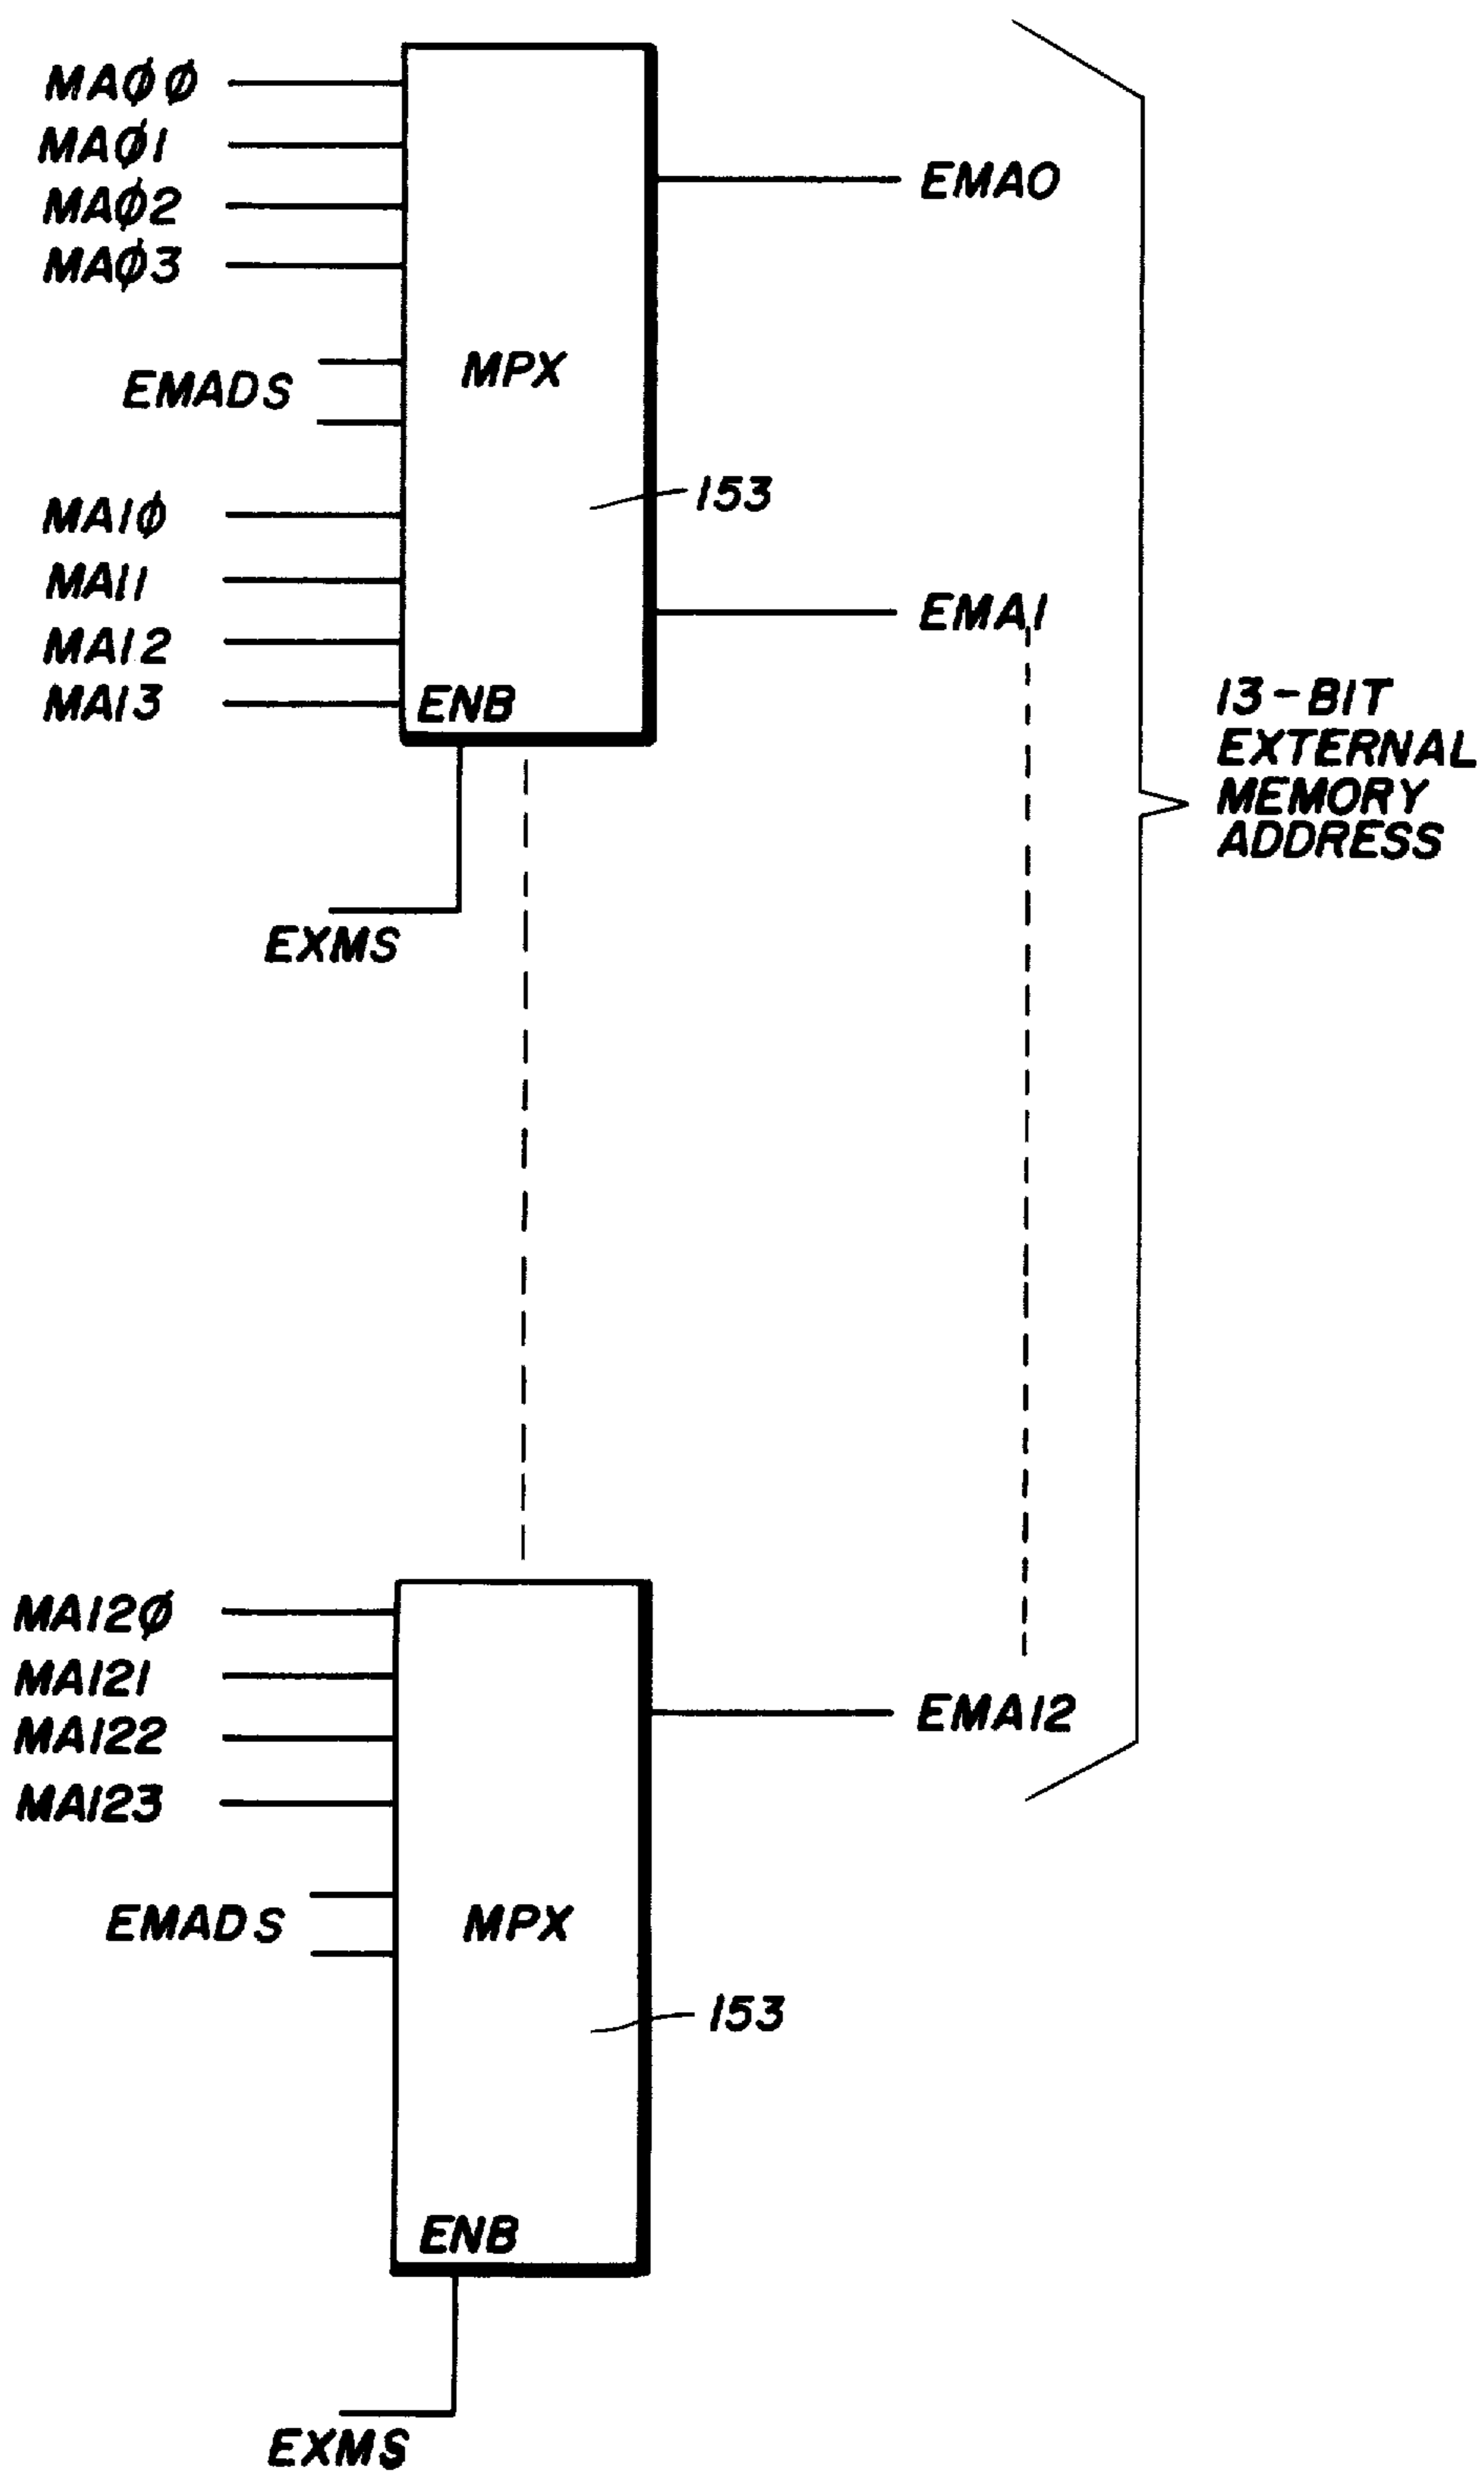 MAØØ
MAØ1
MAØ2
MAØ3
EMADS
MA1Ø
MA11
MA12
MA13
MPX
153
ENB
EXMS
EMA0
EMA1
13-BIT
EXTERNAL
MEMORY
ADDRESS
MA12Ø
MA121
MA122
MA123
EMADS
MPX
153
ENB
EXMS
EMA12